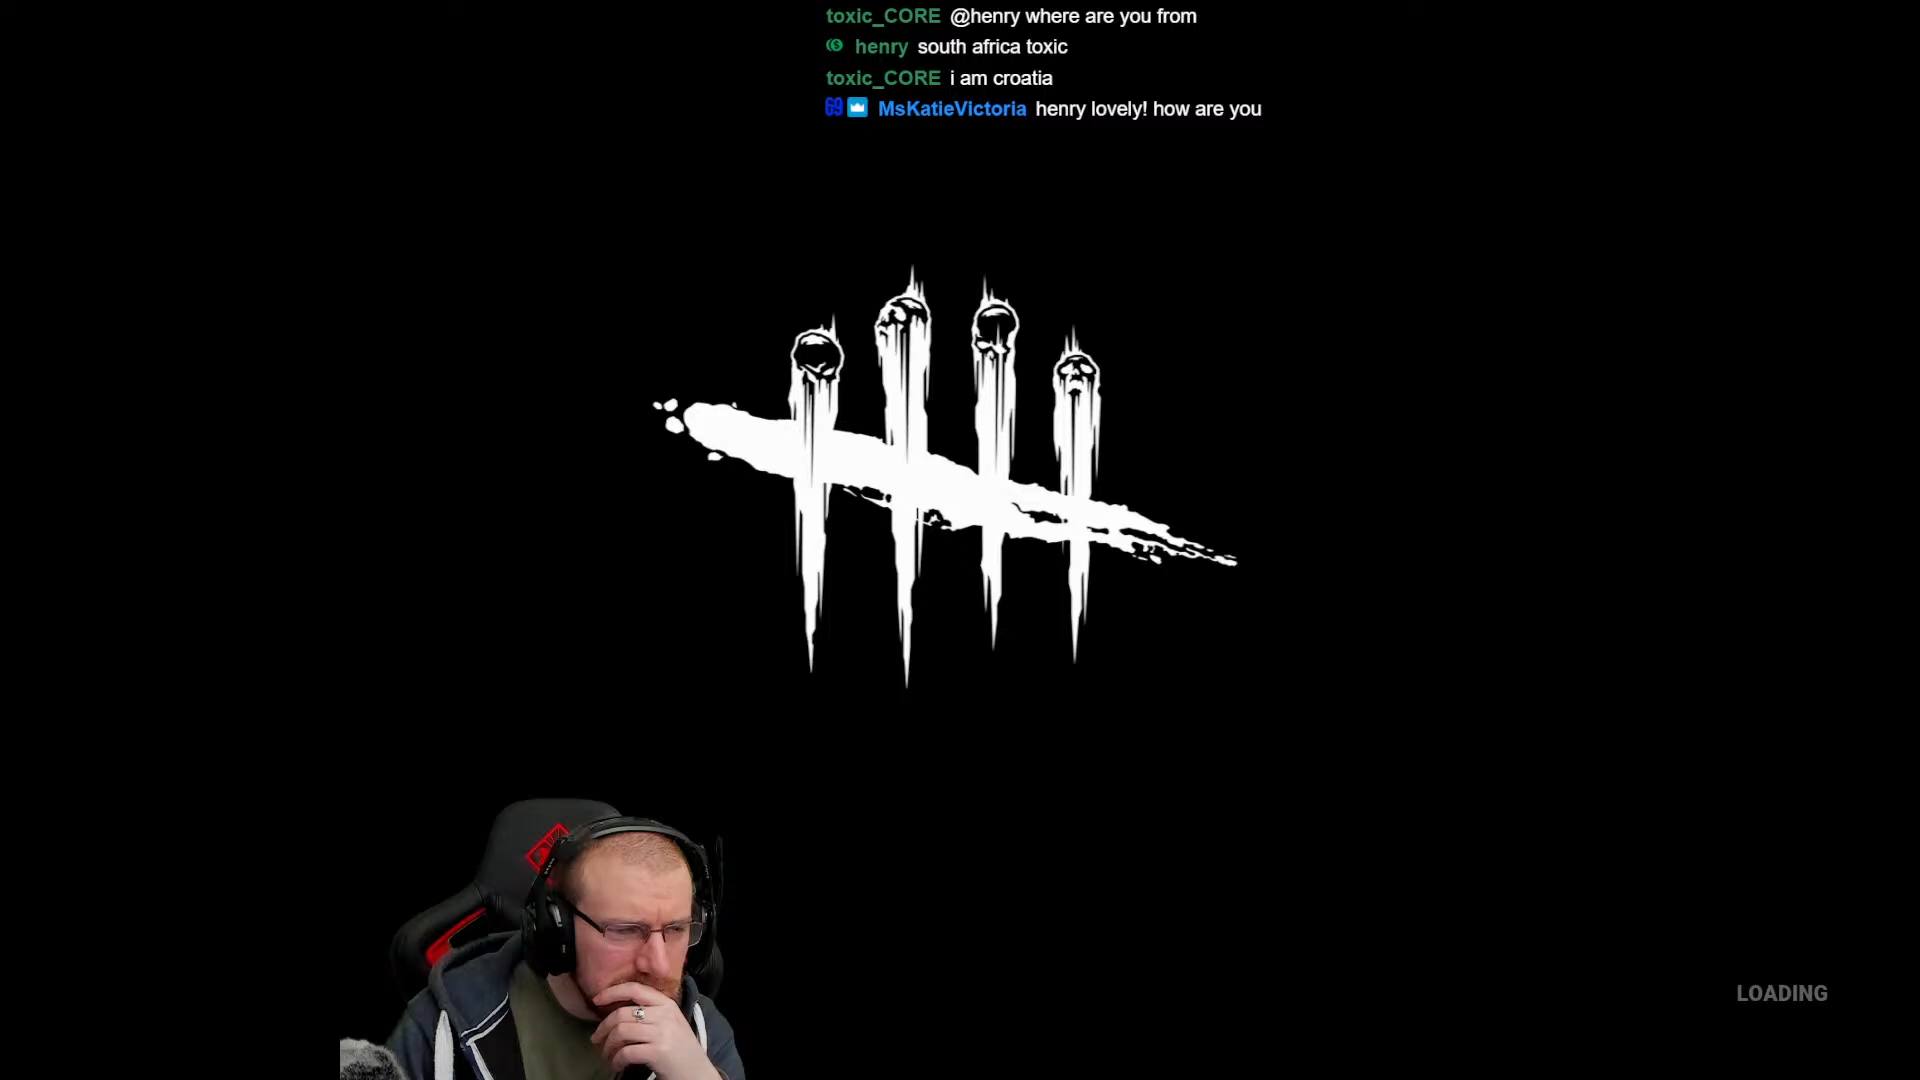 toxic_CORE @henry where are you from
henry south africa toxic
toxic_CORE i am croatia
69 MsKatieVictoria henry lovely! how are you
LOADING